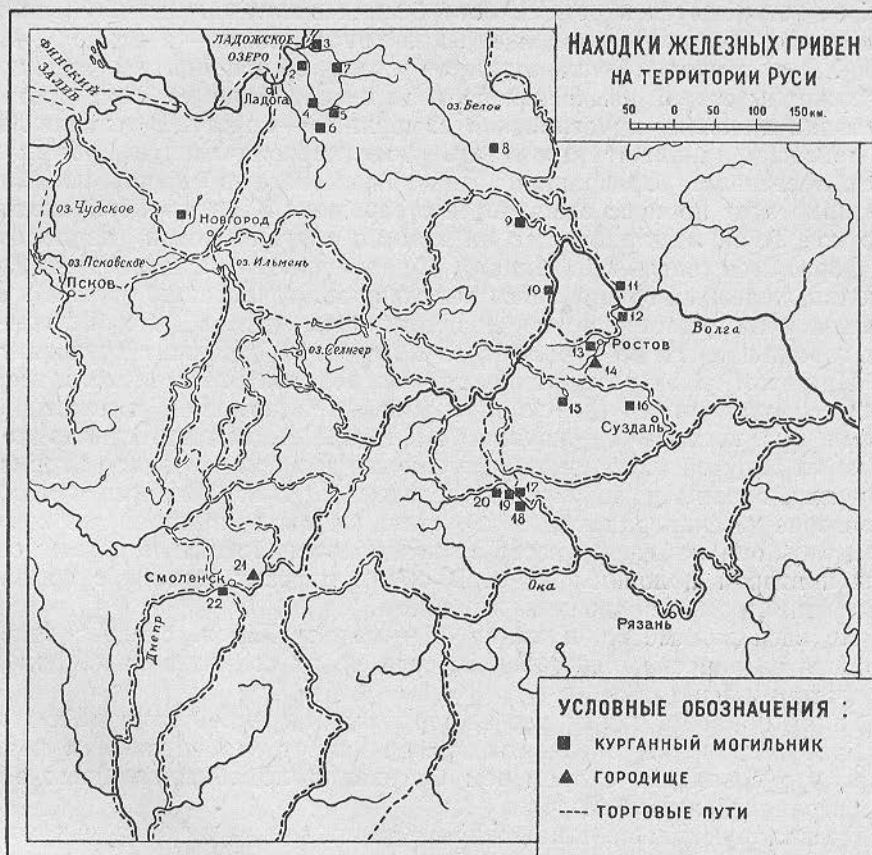 НАХОДКИ ЖЕЛЕЗНЫХ ГРИВЕН
НА ТЕРРИТОРИИ РУСИ
50 0 50 100 150 км.
ФИНСКИЙ
ЗАЛИВ
ЛАДОЖСКОЕ
ОЗЕРО
3
2
7
Ладога
4
5
6
оз. Белое
8
оз. Чудское
1
Новгород
9
оз. Псковское
оз. Ильмень
Псков
10
11
12
Волга
13
Ростов
14
оз. Селигер
15
16
Суздаль
20
19
17
18
21
Смоленск
22
Днепр
Ока
Рязань
УСЛОВНЫЕ ОБОЗНАЧЕНИЯ :
КУРГАННЫЙ МОГИЛЬНИК
ГОРОДИЩЕ
ТОРГОВЫЕ ПУТИ